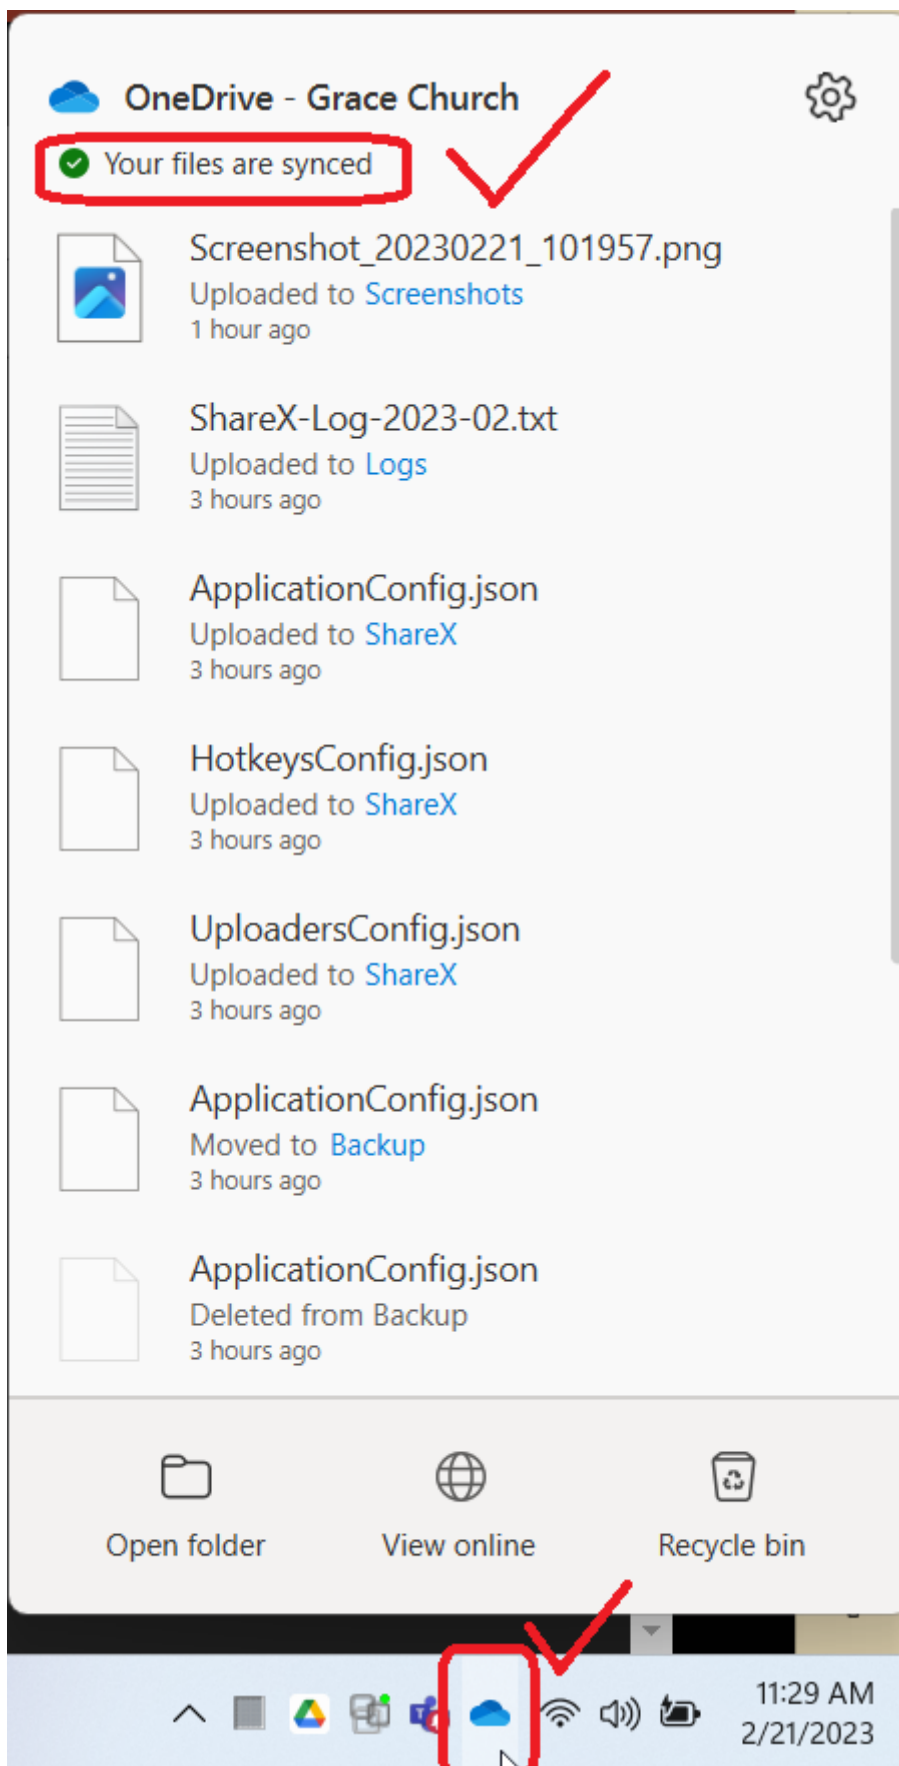 OneDrive - Grace Church
Your files are synced
Screenshot_20230221_101957.png
Uploaded to Screenshots
1 hour ago
ShareX-Log-2023-02.txt
Uploaded to Logs
3 hours ago
ApplicationConfig.json
Uploaded to ShareX
3 hours ago
HotkeysConfig.json
Uploaded to ShareX
3 hours ago
UploadersConfig.json
Uploaded to ShareX
3 hours ago
ApplicationConfig.json
Moved to Backup
3 hours ago
ApplicationConfig.json
Deleted from Backup
3 hours ago
Open folder View online Recycle bin
11:29 AM
2/21/2023